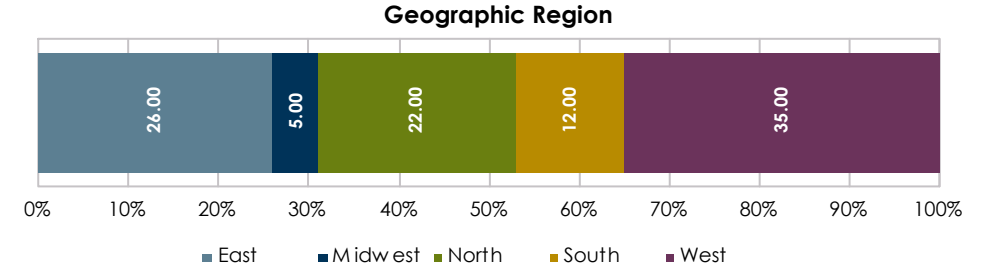 Geographic Region
26.00 5.00 22.00 12.00 35.00
0% 10% 20% 30% 40% 50% 60% 70% 80% 90% 100%
East Midwest North South West